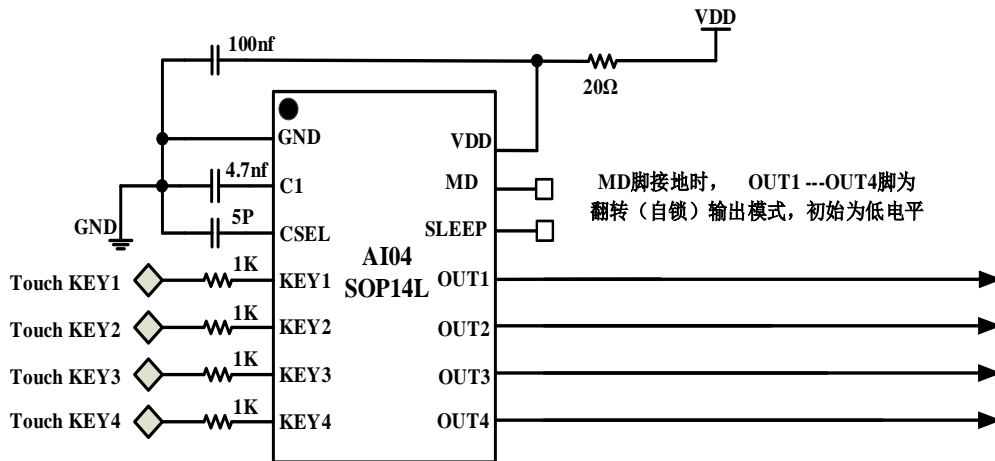 VDD
100nf
20Ω
GND
VDD
4.7nf
C1
MD
MD脚接地时， OUT1 ---OUT4脚为
翻转（自锁）输出模式，初始为低电平
5P
GND
CSEL
SLEEP
AI04
SOP14L
Touch KEY1
1K
KEY1
OUT1
Touch KEY2
1K
KEY2
OUT2
Touch KEY3
1K
KEY3
OUT3
Touch KEY4
1K
KEY4
OUT4